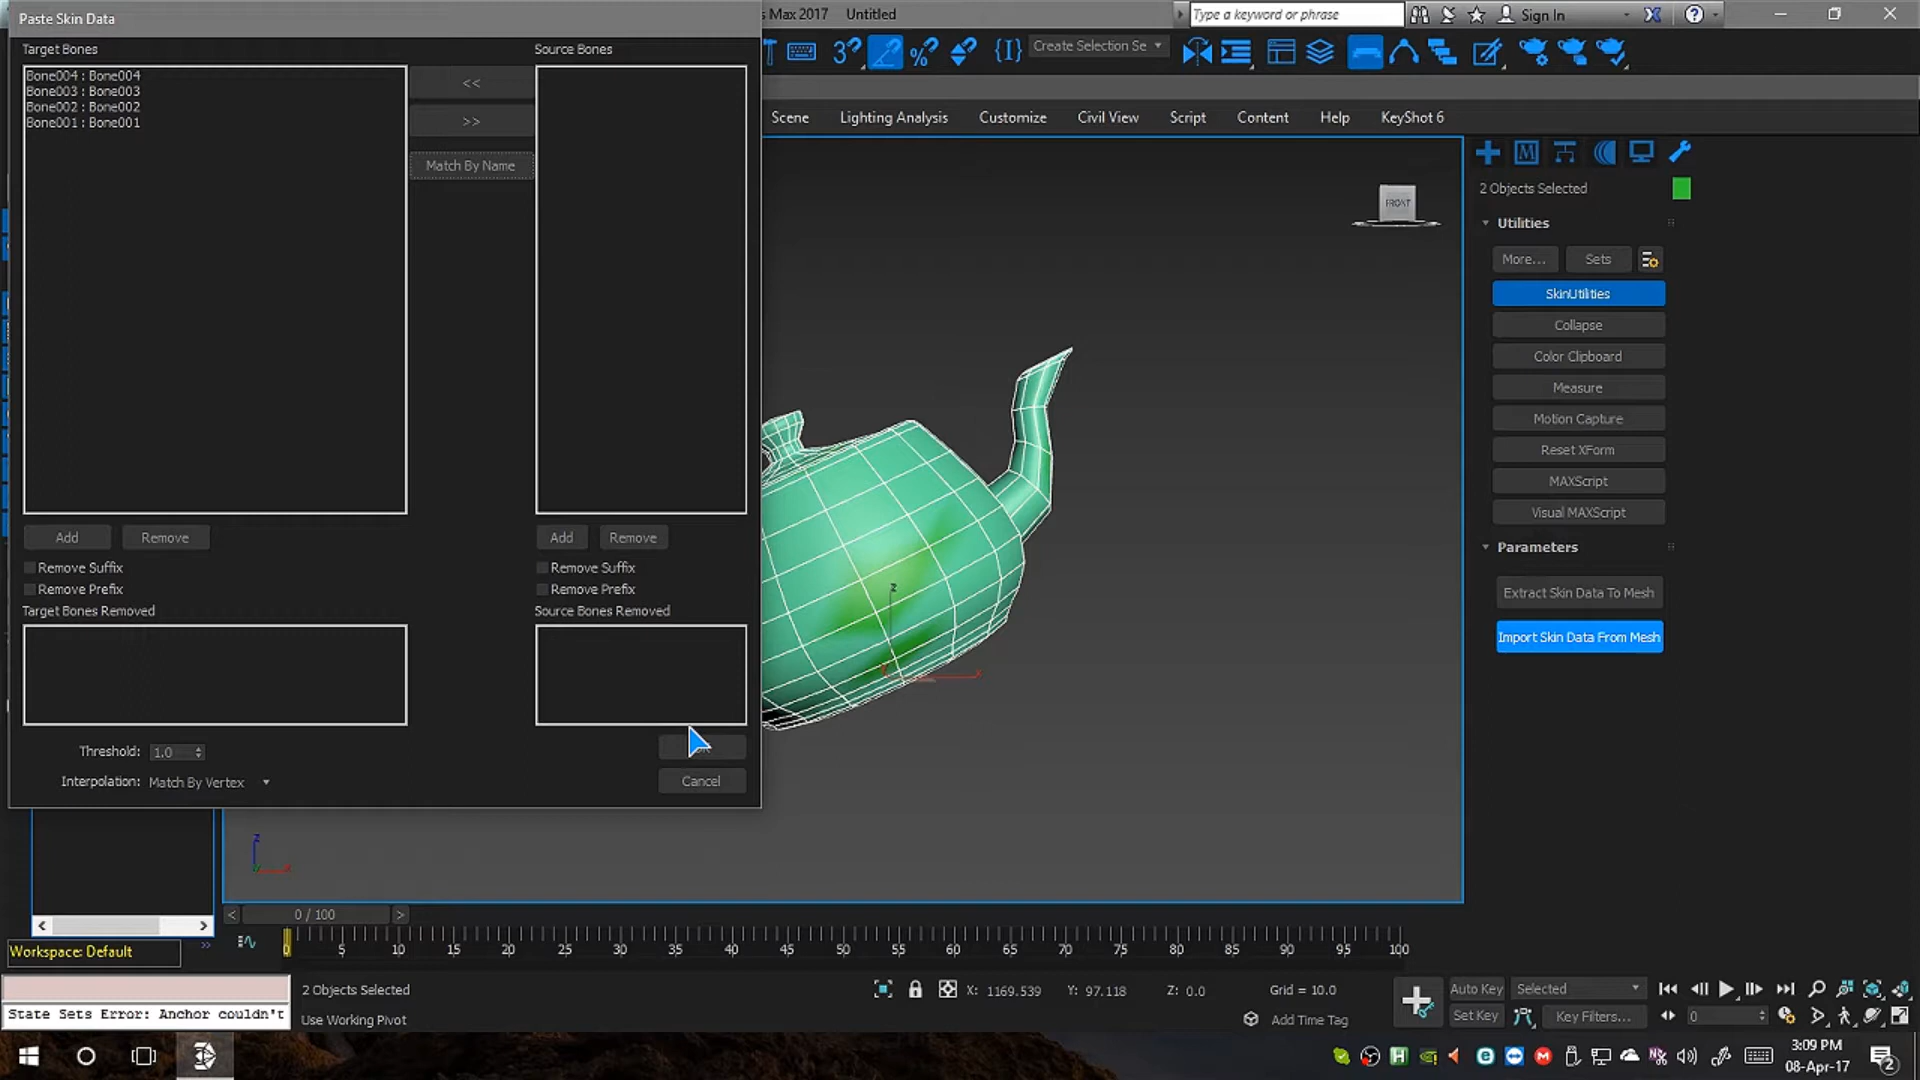 Paste Skin Data
s Max 2017 Untitled
Type a keyword or phrase
Sign In
Target Bones
Source Bones
Create Selection Se
Bone004 : Bone004
Bone003 : Bone003
Bone002 : Bone002
Bone001 : Bone001
<<
>>
Match By Name
Scene Lighting Analysis Customize Civil View Script Content Help KeyShot 6
FRONT
2 Objects Selected
Utilities
More... Sets
SkinUtilities
Collapse
Color Clipboard
Measure
Motion Capture
Reset XForm
MAXScript
Visual MAXScript
Parameters
Extract Skin Data To Mesh
Import Skin Data From Mesh
Add Remove
Add Remove
Remove Suffix
Remove Prefix
Remove Suffix
Remove Prefix
Target Bones Removed
Source Bones Removed
z
x
Threshold: 1.0
Interpolation: Match By Vertex
Cancel
z
x
< 0 / 100 >
Workspace: Default
0 5 10 15 20 25 30 35 40 45 50 55 60 65 70 75 80 85 90 95 100
2 Objects Selected
X: 1169.539 Y: 97.118 Z: 0.0
Grid = 10.0
Auto Key Selected
State Sets Error: Anchor couldn't
Use Working Pivot
Add Time Tag
Set Key Key Filters...
0
3:09 PM
08-Apr-17
2